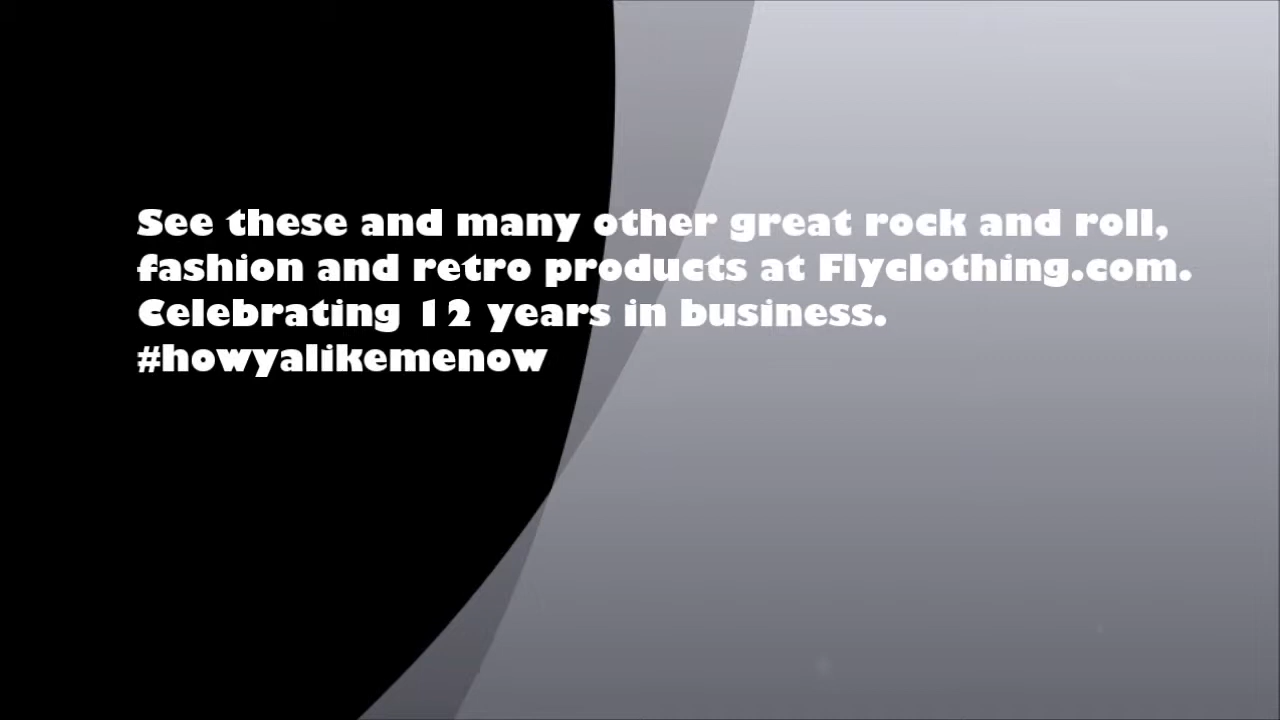 See these and many other great rock and roll,
fashion and retro products at Flyclothing.com.
Celebrating 12 years in business.
#howyalikemenow